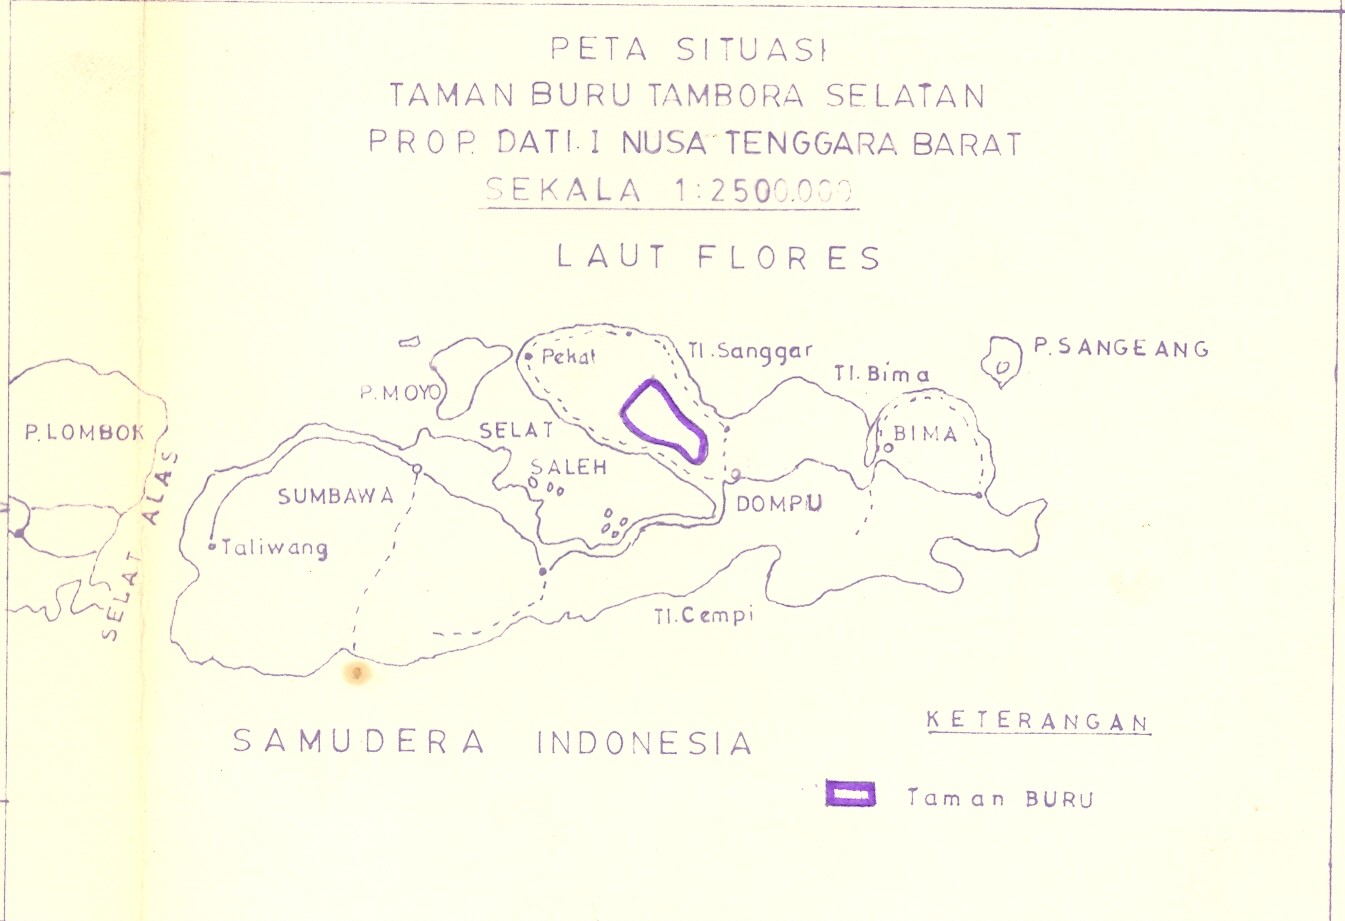 PETA SITUASI
TAMAN BURU TAMBORA SELATAN
PROP. DATI.I NUSA TENGGARA BARAT
SEKALA 1:2500.000
LAUT FLORES
P.SANGEANG
Tl.Sanggar
Pekat
Tl.Bima
P.MOYO
P.LOMBOK
SELAT
BIMA
SALEH
SELAT ALAS
SUMBAWA
DOMPU
Taliwang
Tl.Cempi
KETERANGAN
SAMUDERA INDONESIA
Taman BURU